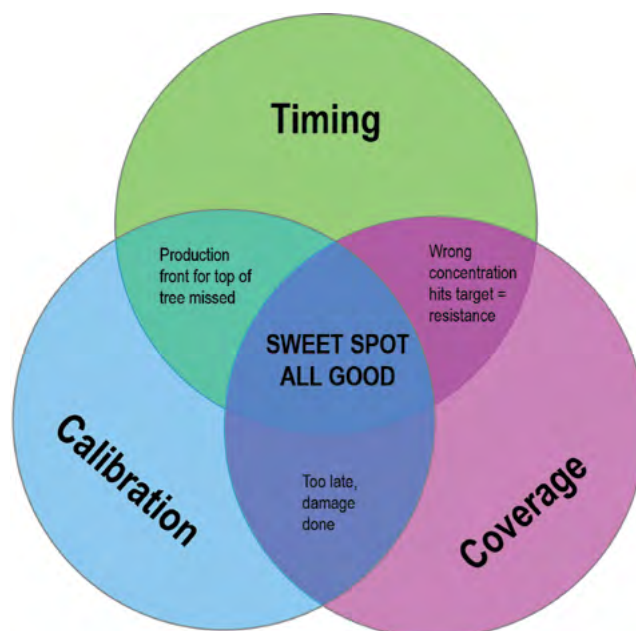 Timing
Production
front for top of
tree missed
Wrong
concentration
hits target =
resistance
SWEET SPOT
ALL GOOD
Calibration
Too late,
damage
done
Coverage